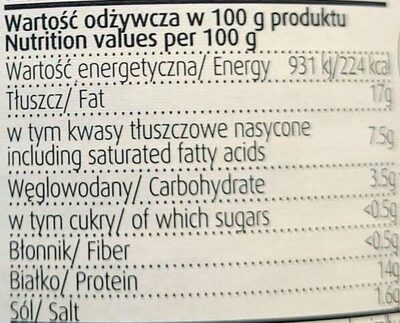 Wartość odżywcza w 100 g produktu
Nutrition values per 100 g
Wartość energetyczna/ Energy 931 kJ/224 kcal
Tłuszcz/ Fat 17g
w tym kwasy tłuszczowe nasycone
including saturated fatty acids 7.5g
Węglowodany/ Carbohydrate 3.5g
w tym cukry/ of which sugars <0.5g
Błonnik/ Fiber <0.5g
Białko/ Protein 14g
Sól/ Salt 1.6g